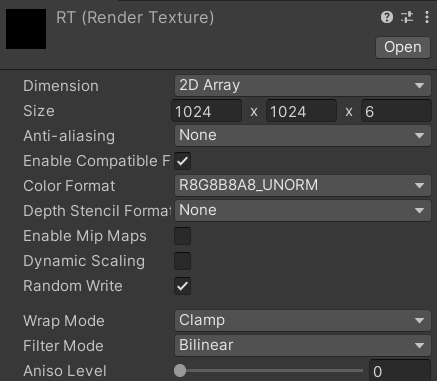 RT (Render Texture)
Open
Dimension 2D Array
Size 1024 x 1024 x 6
Anti-aliasing None
Enable Compatible F
Color Format R8G8B8A8_UNORM
Depth Stencil Format None
Enable Mip Maps
Dynamic Scaling
Random Write
Wrap Mode Clamp
Filter Mode Bilinear
Aniso Level 0